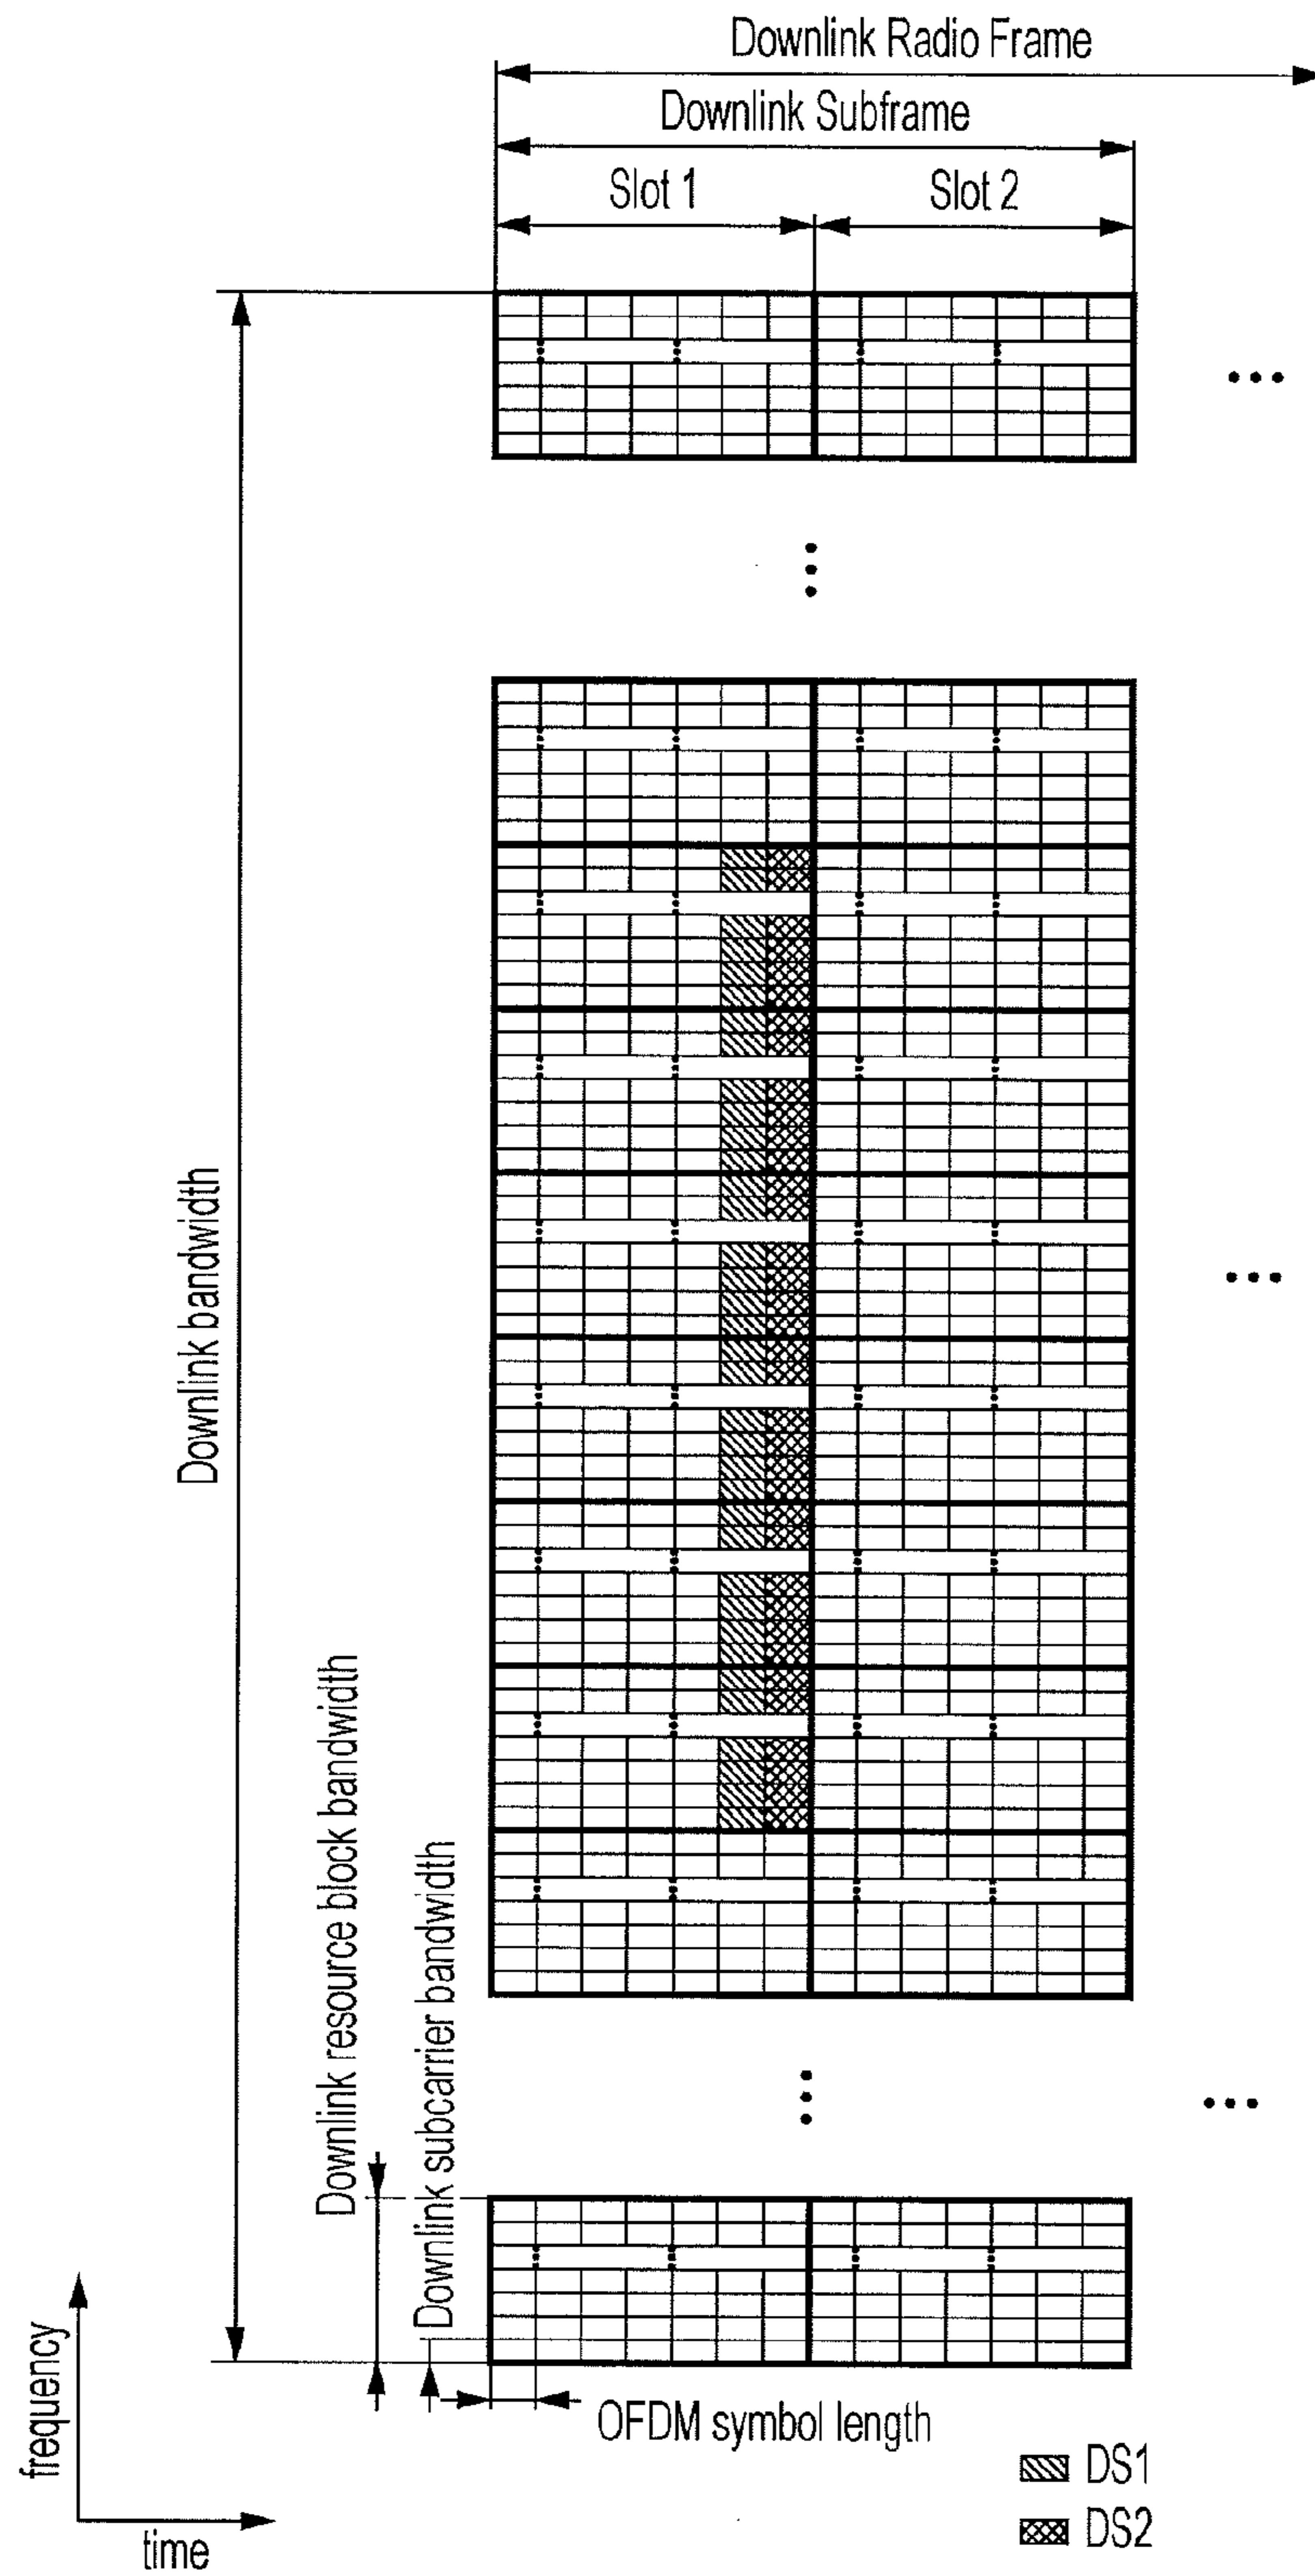 Downlink Radio Frame
Downlink Subframe
Slot 1
Slot 2
Downlink bandwidth
Downlink resource block bandwidth
Downlink subcarrier bandwidth
OFDM symbol length
frequency
time
DS1
DS2